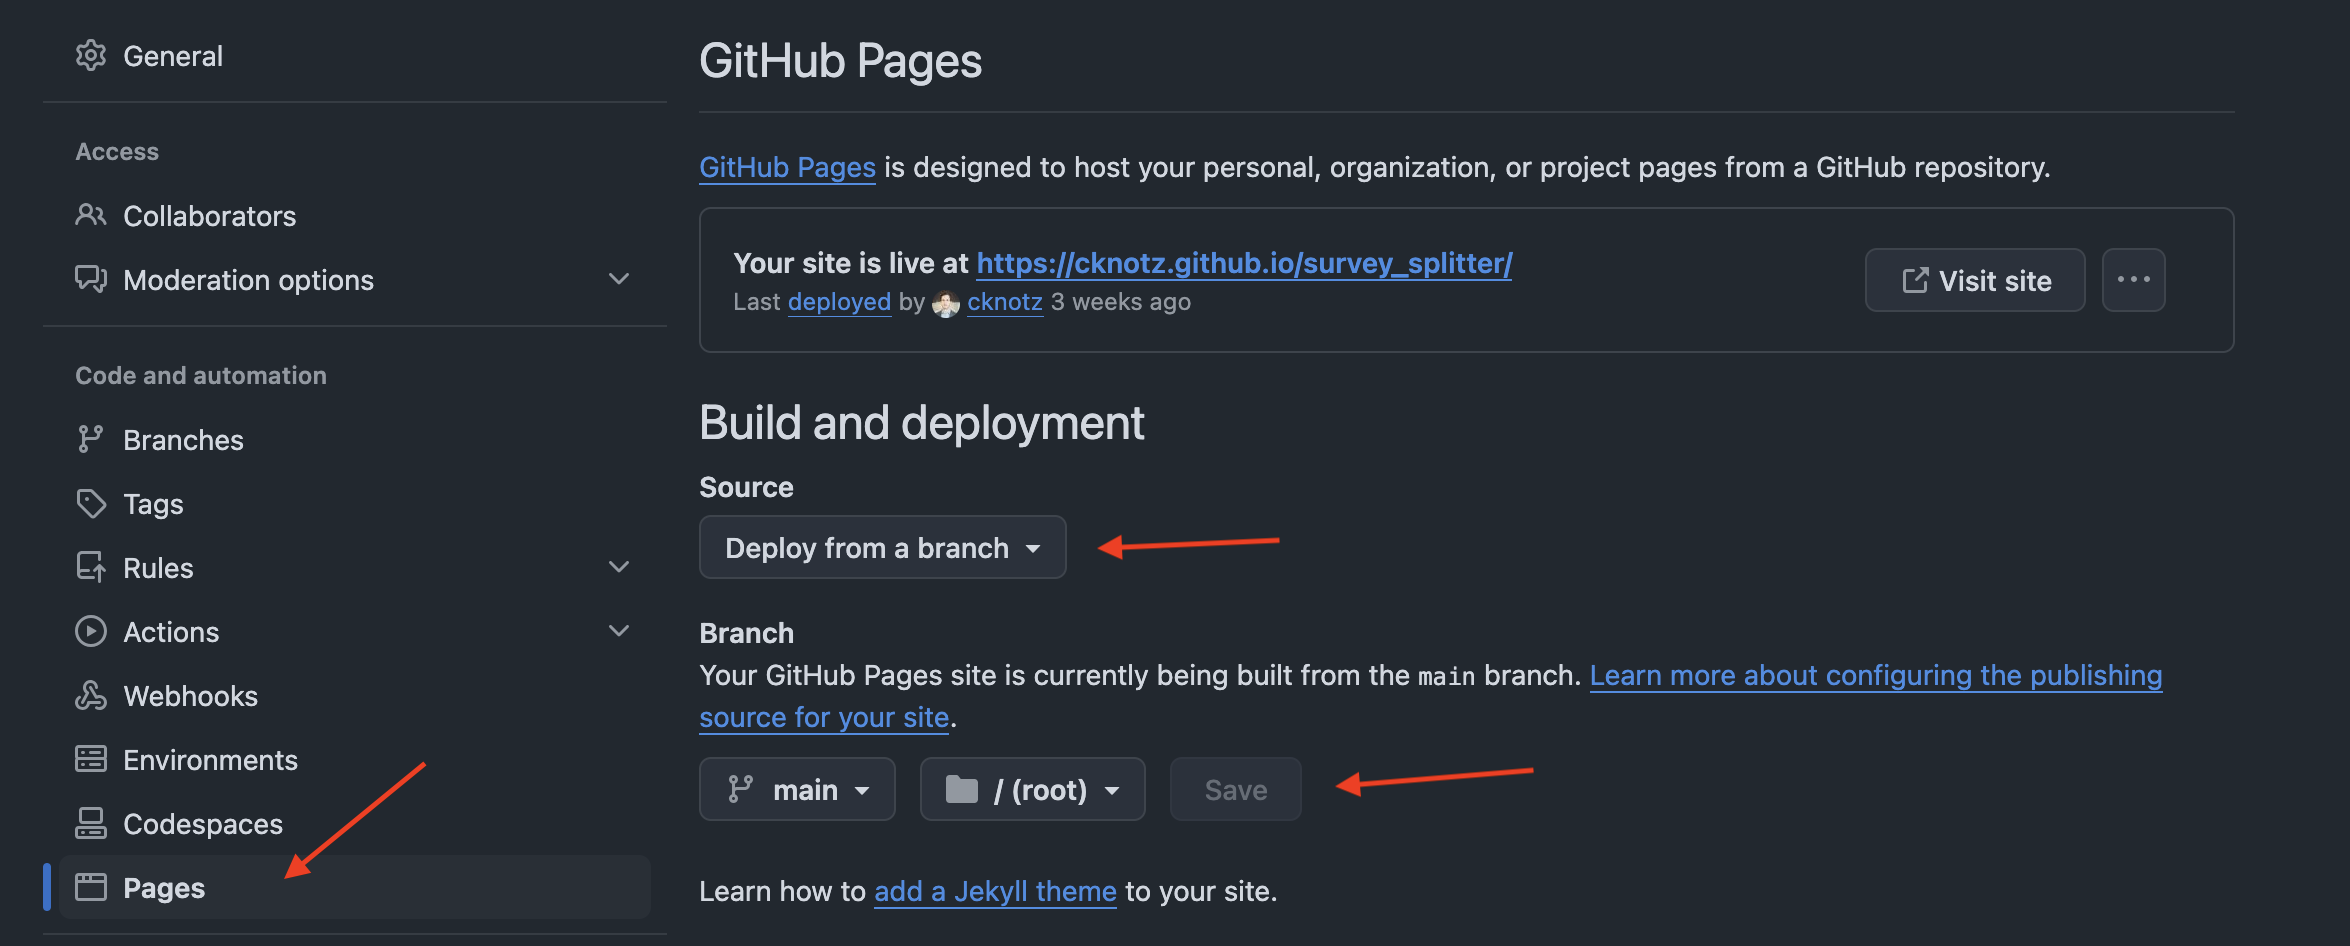 General
Access
Collaborators
Moderation options
Code and automation
Branches
Tags
Rules
Actions
Webhooks
Environments
Codespaces
Pages
GitHub Pages
GitHub Pages is designed to host your personal, organization, or project pages from a GitHub repository.
Your site is live at https://cknotz.github.io/survey_splitter/
Last deployed by cknotz 3 weeks ago
Visit site
Build and deployment
Source
Deploy from a branch
Branch
Your GitHub Pages site is currently being built from the main branch. Learn more about configuring the publishing
source for your site.
main / (root) Save
Learn how to add a Jekyll theme to your site.